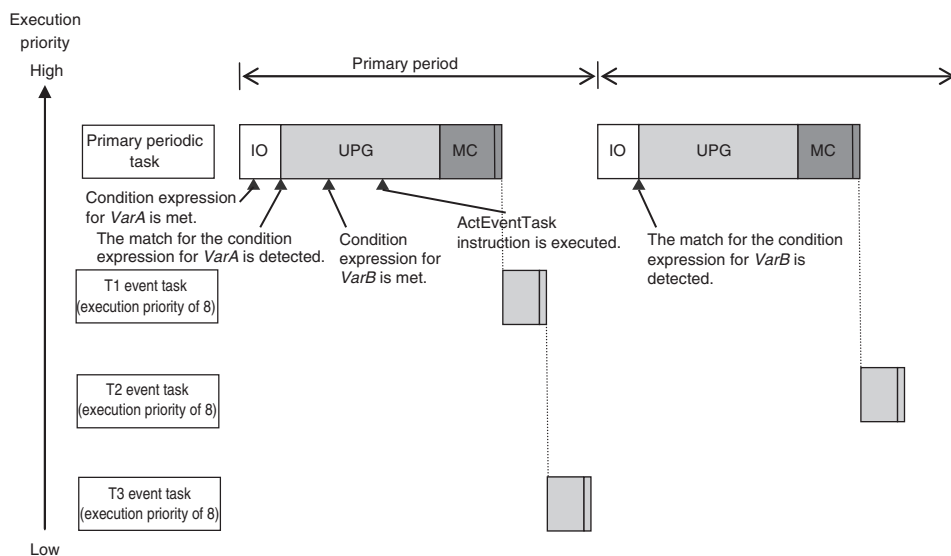 Execution
priority
High
Primary period
Primary periodic
task
IO
UPG
MC
IO
UPG
MC
Condition expression
for VarA is met.
The match for the condition
expression for VarA is detected.
Condition
expression for
VarB is met.
ActEventTask
instruction is executed.
The match for the condition
expression for VarB is
detected.
T1 event task
(execution priority of 8)
T2 event task
(execution priority of 8)
T3 event task
(execution priority of 8)
Low